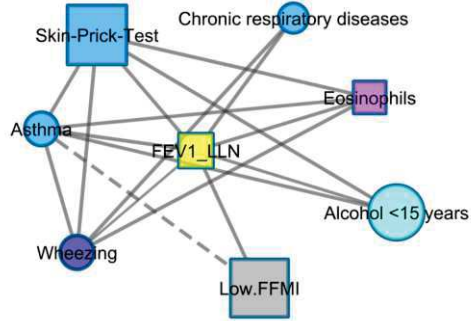 Chronic respiratory diseases
Skin-Prick-Test
Eosinophils
Asthma
FEV1_LLN
Alcohol <15 years
Wheezing
Low.FFMI